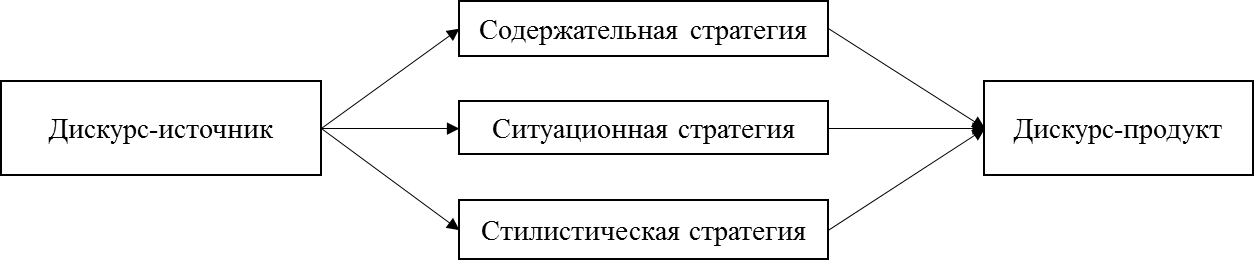 Содержательная стратегия
Дискурс-источник
Ситуационная стратегия
Дискурс-продукт
Стилистическая стратегия